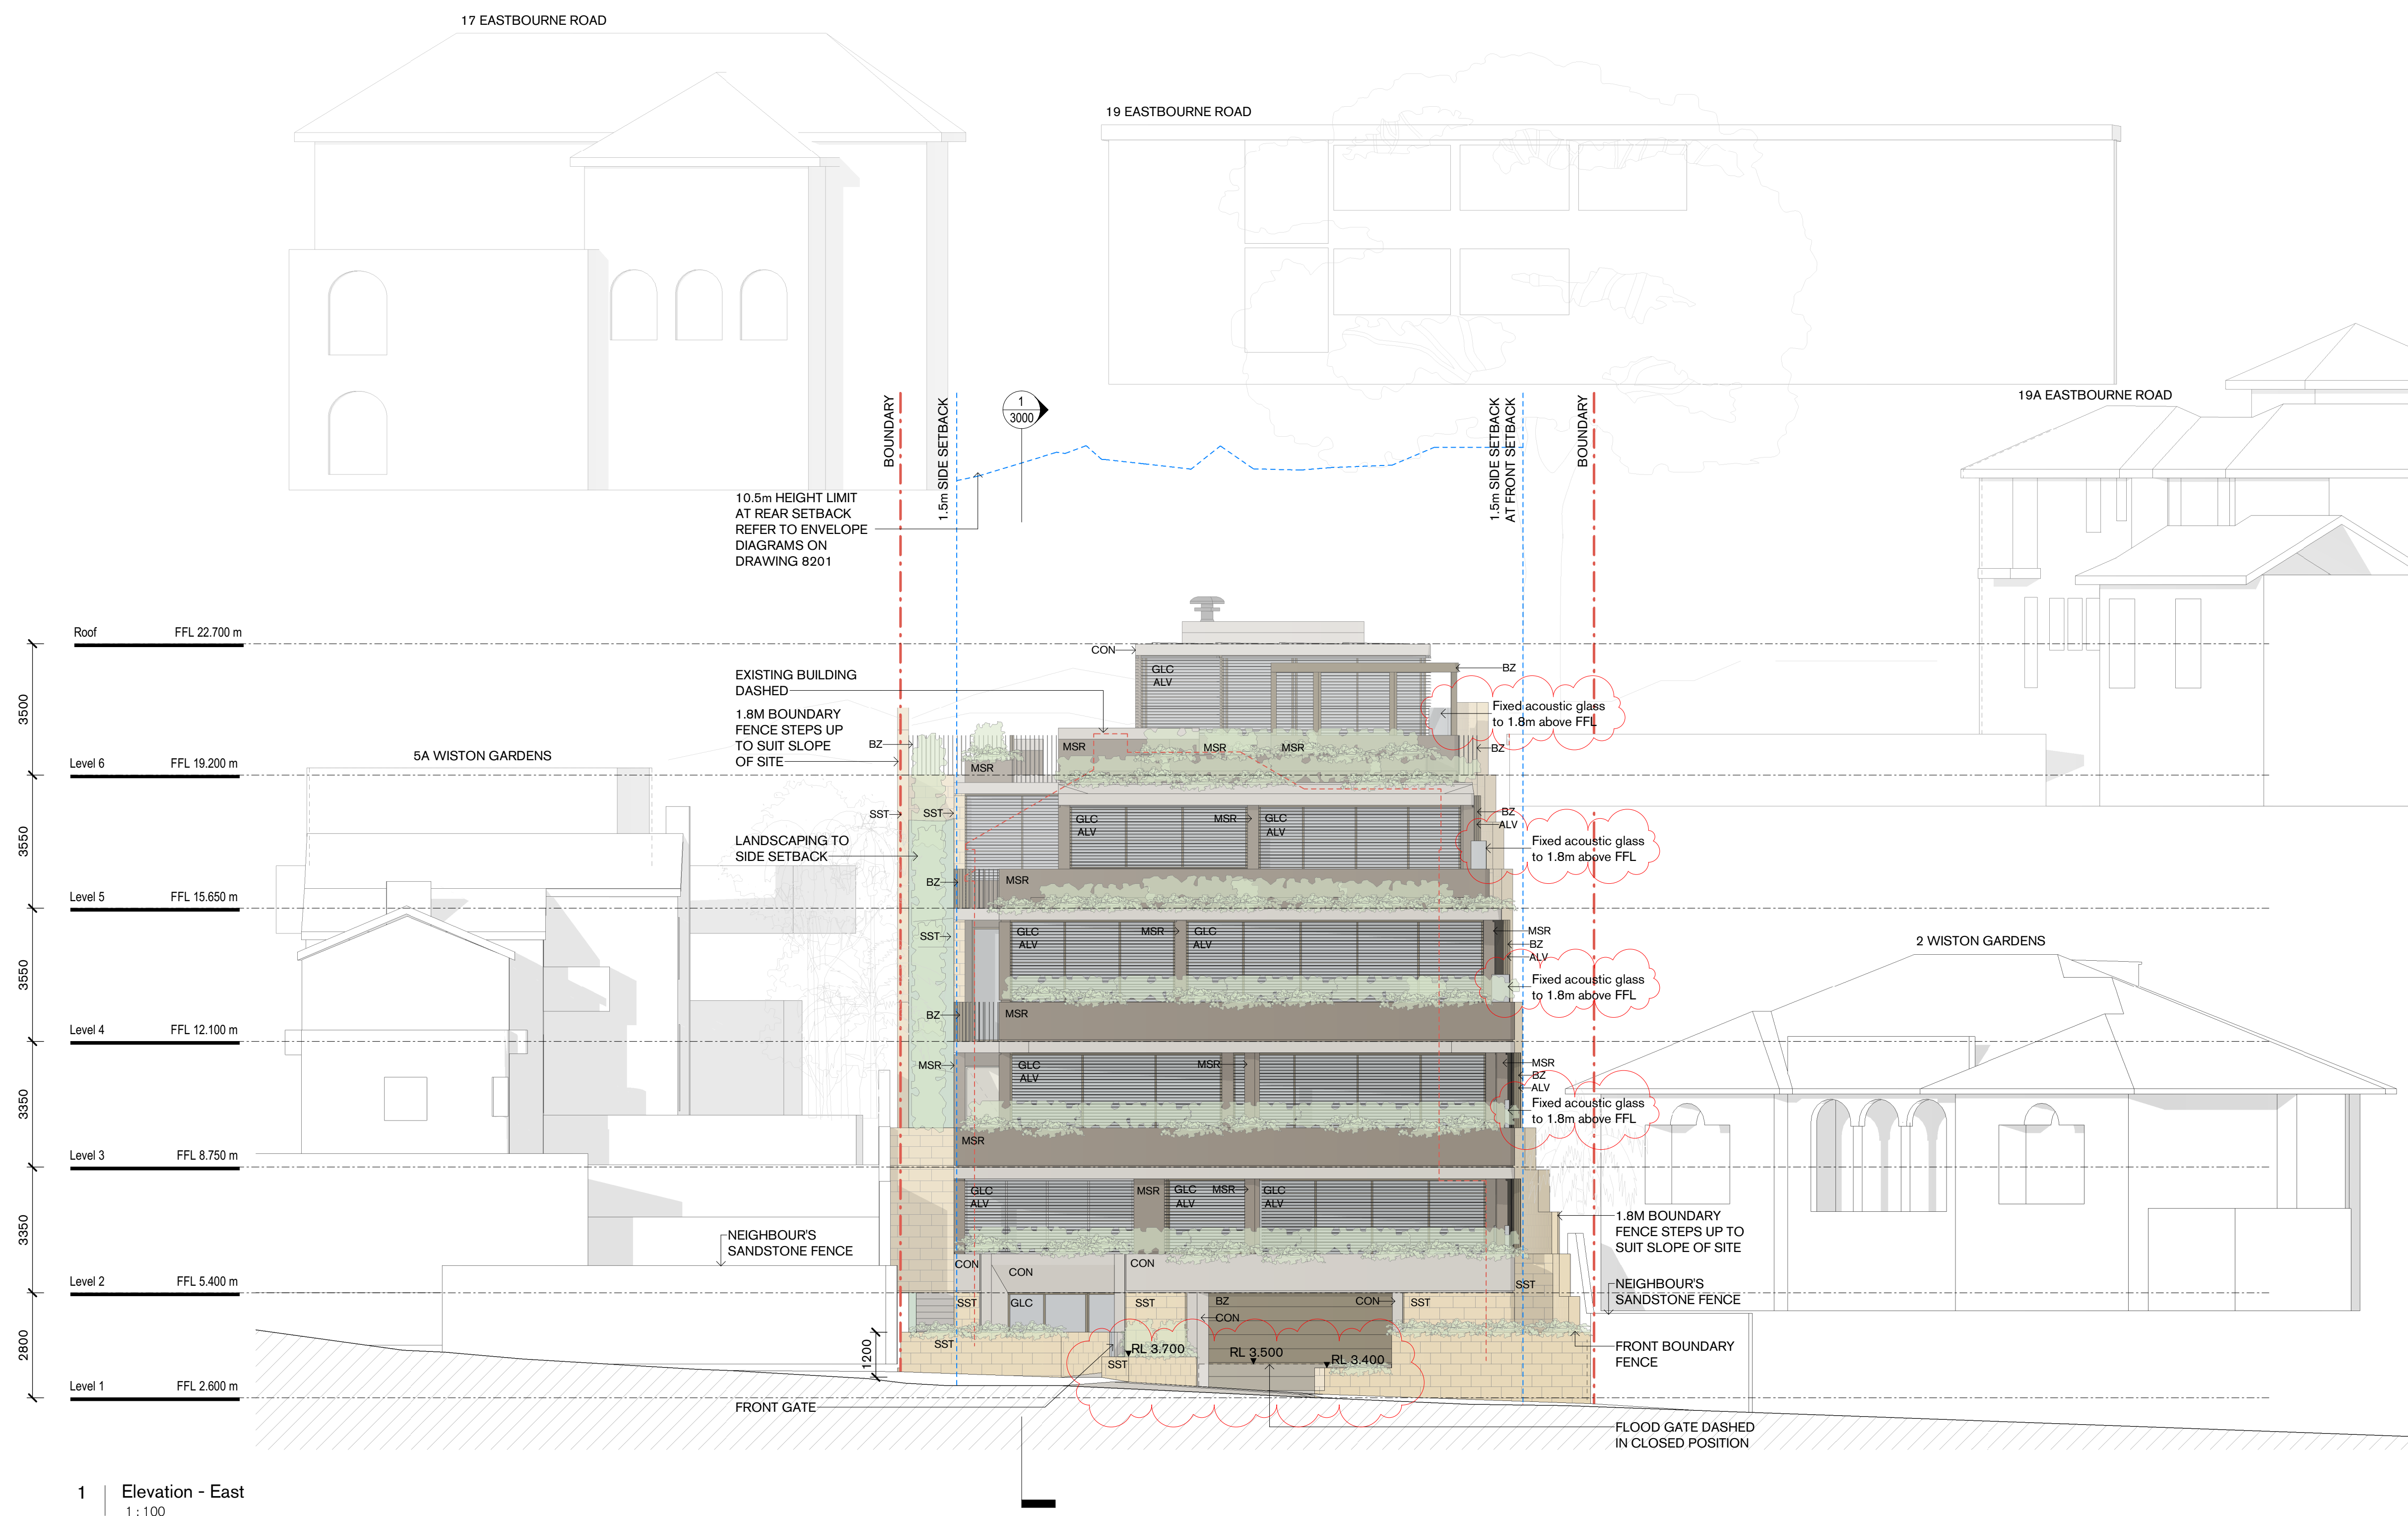 17 EASTBOURNE ROAD
19 EASTBOURNE ROAD
19A EASTBOURNE ROAD
BOUNDARY
1.5m SIDE SETBACK
1
3000
1.5m SIDE SETBACK
AT FRONT SETBACK
BOUNDARY
10.5m HEIGHT LIMIT
AT REAR SETBACK
REFER TO ENVELOPE
DIAGRAMS ON
DRAWING 8201
Roof FFL 22.700 m
CON
GLC
ALV
BZ
EXISTING BUILDING
DASHED
3500
Fixed acoustic glass
to 1.8m above FFL
1.8M BOUNDARY
FENCE STEPS UP
TO SUIT SLOPE
OF SITE
BZ
MSR
MSR
MSR
BZ
5A WISTON GARDENS
MSR
Level 6 FFL 19.200 m
SST
SST
GLC
ALV
MSR
GLC
ALV
BZ
ALV
3550
LANDSCAPING TO
SIDE SETBACK
Fixed acoustic glass
to 1.8m above FFL
BZ
MSR
Level 5 FFL 15.650 m
SST
GLC
ALV
MSR
GLC
ALV
MSR
BZ
ALV
2 WISTON GARDENS
3550
Fixed acoustic glass
to 1.8m above FFL
BZ
MSR
Level 4 FFL 12.100 m
MSR
GLC
ALV
MSR
MSR
BZ
ALV
3350
Fixed acoustic glass
to 1.8m above FFL
MSR
Level 3 FFL 8.750 m
GLC
ALV
MSR
GLC
ALV
MSR
GLC
ALV
3350
1.8M BOUNDARY
FENCE STEPS UP TO
SUIT SLOPE OF SITE
NEIGHBOUR'S
SANDSTONE FENCE
CON
CON
CON
SST
NEIGHBOUR'S
SANDSTONE FENCE
Level 2 FFL 5.400 m
SST
GLC
SST
BZ
CON
SST
CON
2800
SST
1200
RL 3.700
RL 3.500
RL 3.400
SST
FRONT BOUNDARY
FENCE
Level 1 FFL 2.600 m
FRONT GATE
FLOOD GATE DASHED
IN CLOSED POSITION
1 Elevation - East
1 : 100